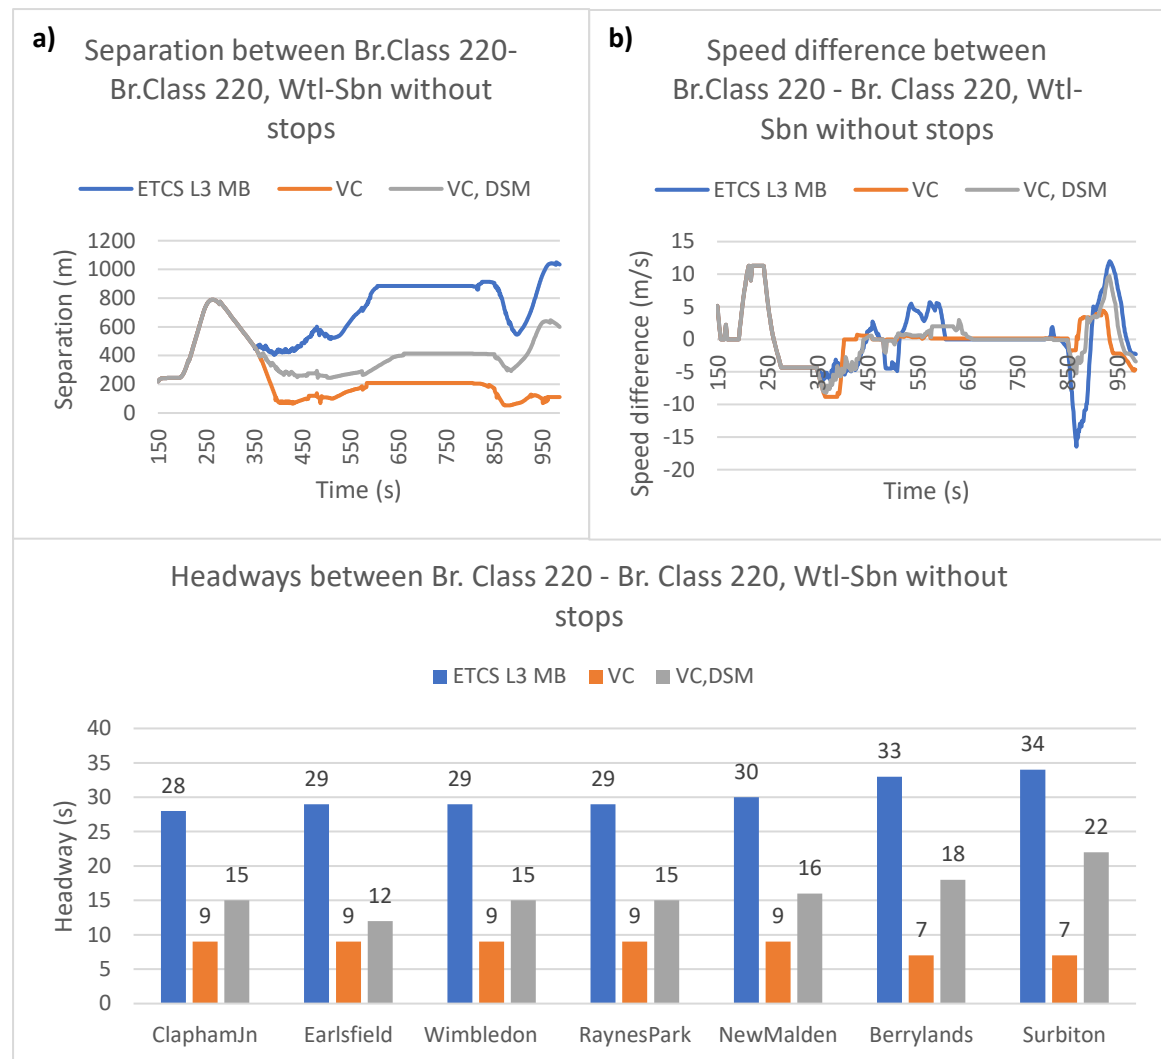 a)
Separation between Br.Class 220-
Br.Class 220, Wtl-Sbn without
stops
ETCS L3 MB
VC
VC, DSM
Separation (m)
1200
1000
800
600
400
200
0
150
250
350
450
550
650
750
850
950
Time (s)
b)
Speed difference between
Br.Class 220 - Br. Class 220, Wtl-
Sbn without stops
ETCS L3 MB
VC
VC, DSM
Speed difference (m/s)
15
10
5
0
-5
-10
-15
-20
150
250
350
450
550
650
750
850
950
Time (s)
Headways between Br. Class 220 - Br. Class 220, Wtl-Sbn without
stops
ETCS L3 MB
VC
VC,DSM
Headway (s)
40
35
30
25
20
15
10
5
0
28
9
15
29
9
12
29
9
15
29
9
15
30
9
16
33
7
18
34
7
22
ClaphamJn
Earlsfield
Wimbledon
RaynesPark
NewMalden
Berrylands
Surbiton